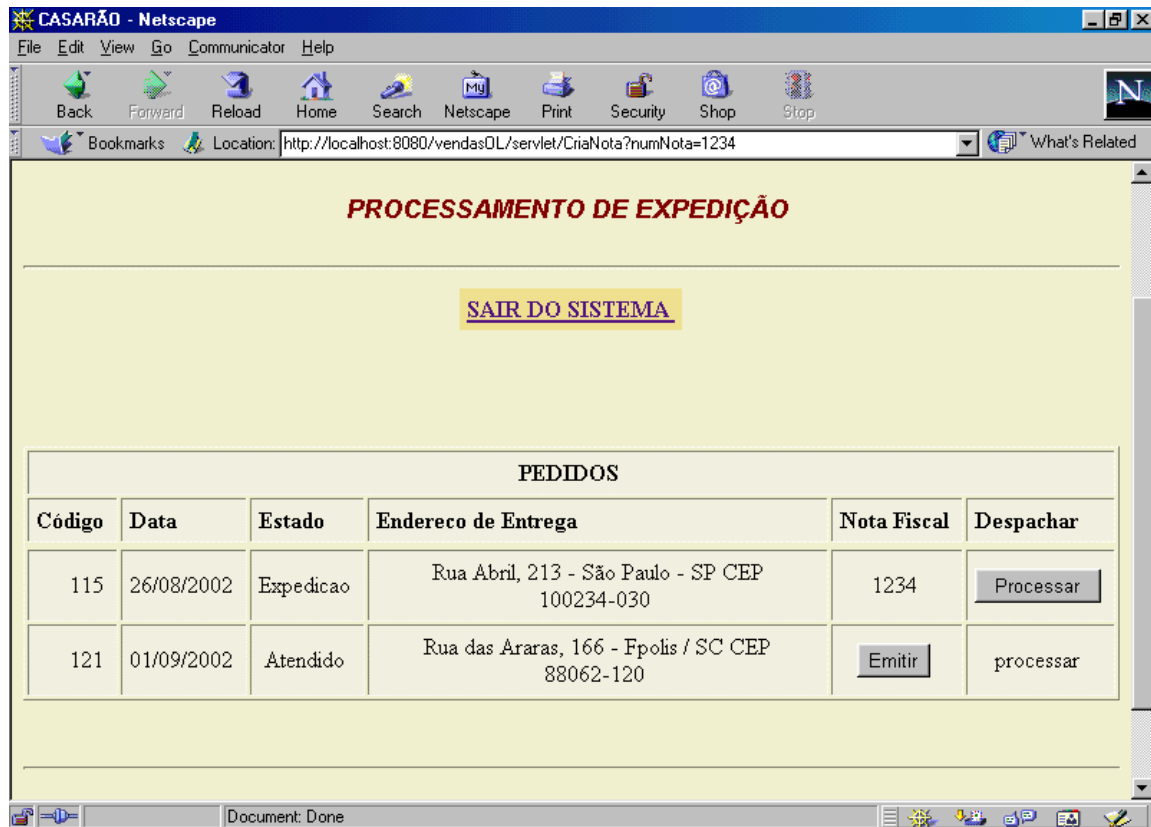 CASARÃO - Netscape
File Edit View Go Communicator Help
Back Forward Reload Home Search Netscape Print Security Shop Stop
My
N
Bookmarks Location: http://localhost:8080/vendasOL/servlet/CriaNota?numNota=1234 What's Related
PROCESSAMENTO DE EXPEDIÇÃO
SAIR DO SISTEMA
PEDIDOS
Código Data Estado Endereco de Entrega Nota Fiscal Despachar
115 26/08/2002 Expedicao Rua Abril, 213 - São Paulo - SP CEP
100234-030 1234 Processar
121 01/09/2002 Atendido Rua das Araras, 166 - Fpolis / SC CEP
88062-120 Emitir processar
Document: Done